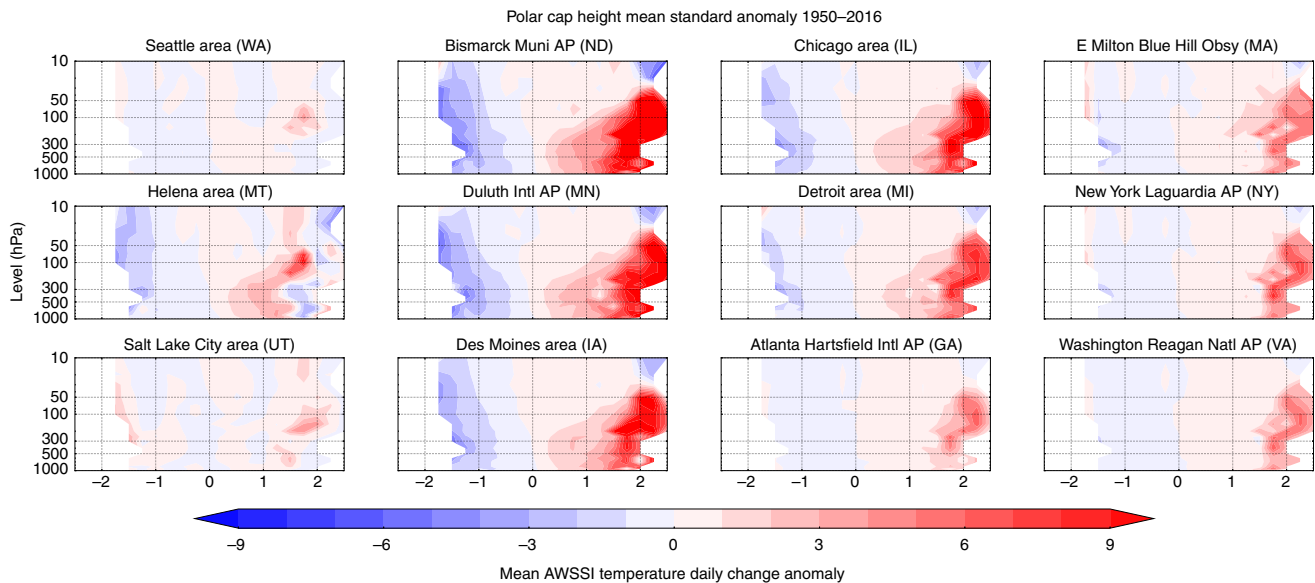 Polar cap height mean standard anomaly 1950–2016
Seattle area (WA)
Bismarck Muni AP (ND)
Chicago area (IL)
E Milton Blue Hill Obsy (MA)
10
50
100
300
500
1000
Helena area (MT)
Duluth Intl AP (MN)
Detroit area (MI)
New York Laguardia AP (NY)
Level (hPa)
10
50
100
300
500
1000
Salt Lake City area (UT)
Des Moines area (IA)
Atlanta Hartsfield Intl AP (GA)
Washington Reagan Natl AP (VA)
10
50
100
300
500
1000
–2 –1 0 1 2 –2 –1 0 1 2 –2 –1 0 1 2 –2 –1 0 1 2
–9 –6 –3 0 3 6 9
Mean AWSSI temperature daily change anomaly